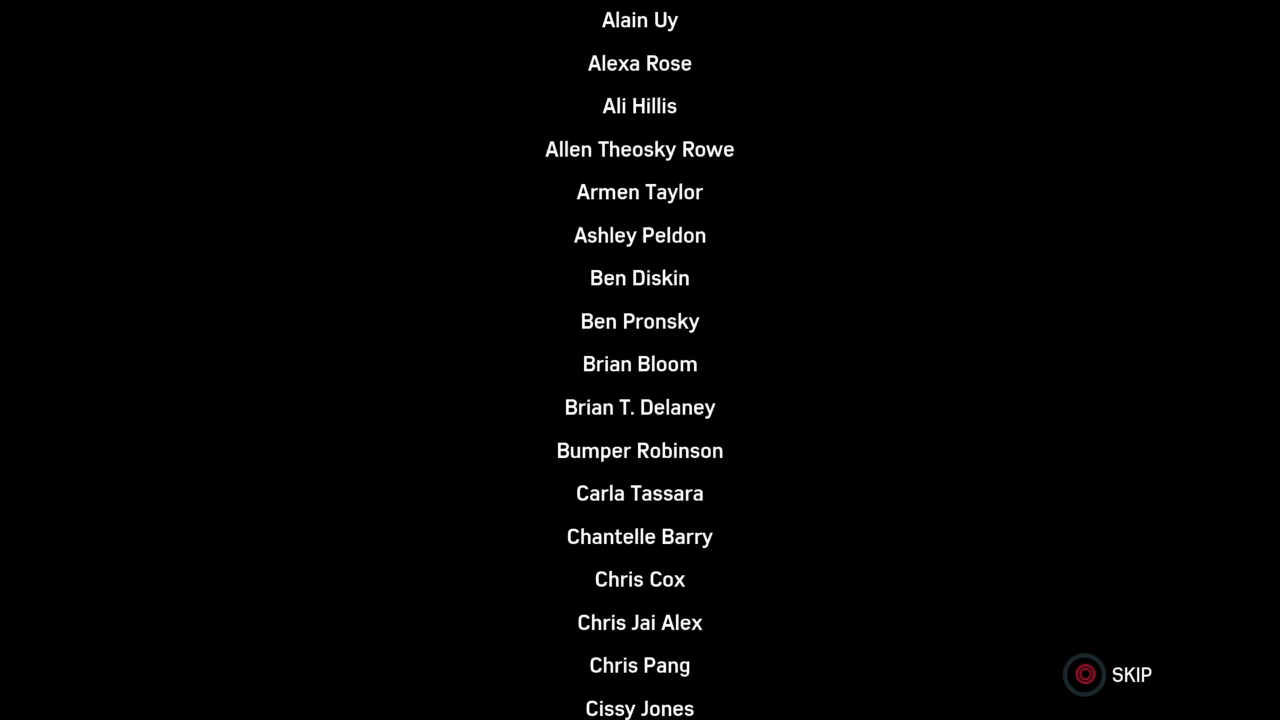 Alain Uy
Alexa Rose
Ali Hillis
Allen Theosky Rowe
Armen Taylor
Ashley Peldon
Ben Diskin
Ben Pronsky
Brian Bloom
Brian T. Delaney
Bumper Robinson
Carla Tassara
Chantelle Barry
Chris Cox
Chris Jai Alex
Chris Pang
SKIP
Cissy Jones